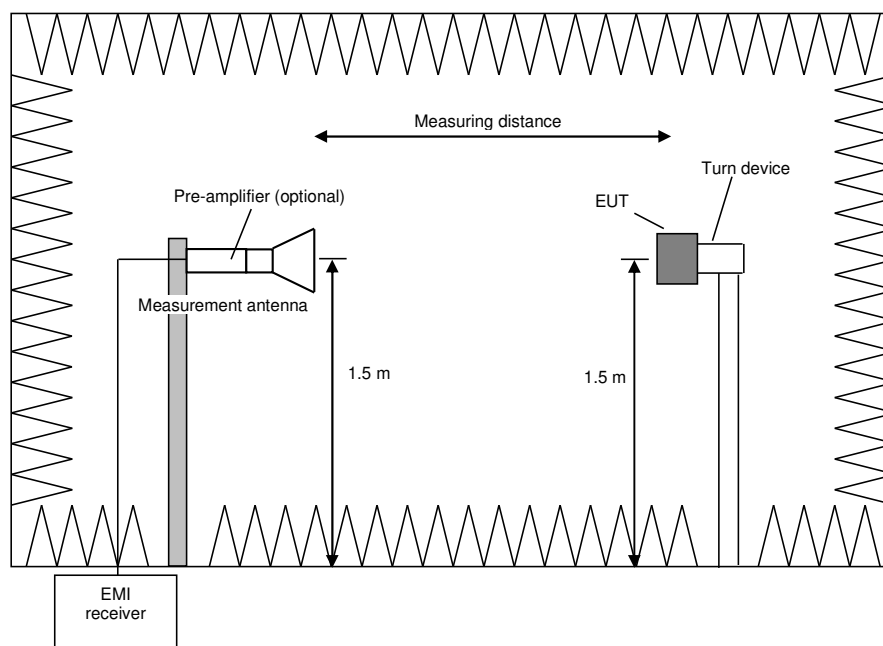 Measuring distance
Turn device
EUT
Pre-amplifier (optional)
Measurement antenna
1.5 m
1.5 m
EMI
receiver